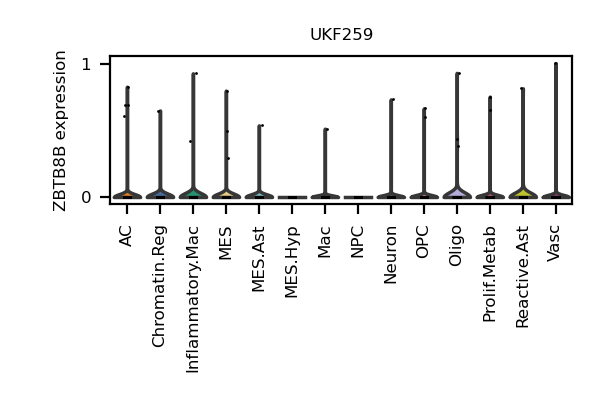 UKF259
ZBTB8B expression
1
0
AC
Chromatin.Reg
Inflammatory.Mac
MES
MES.Ast
MES.Hyp
Mac
NPC
Neuron
OPC
Oligo
Prolif.Metab
Reactive.Ast
Vasc